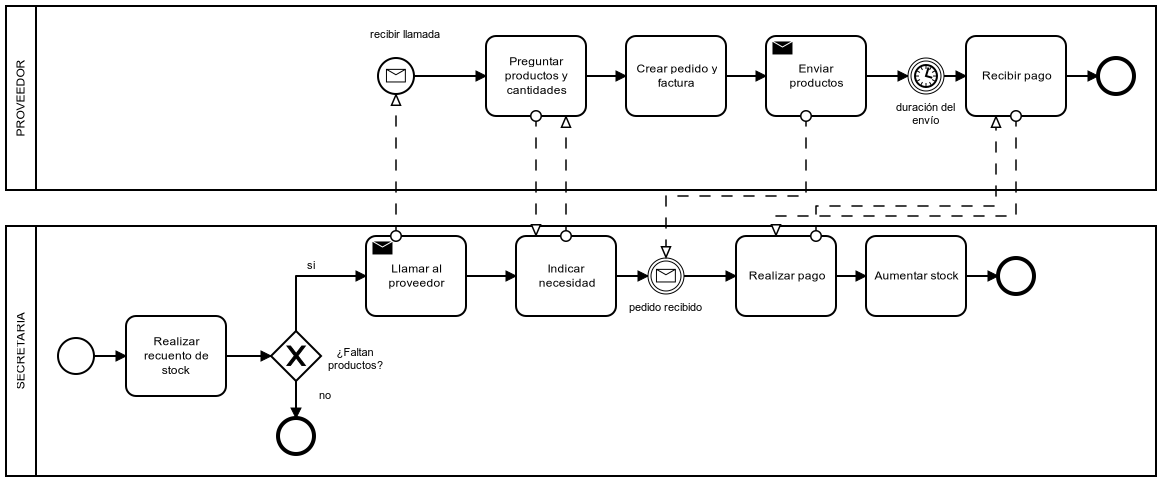 PROVEEDOR
recibir llamada
Preguntar
productos y
cantidades
Crear pedido y
factura
Enviar
productos
duración del
envío
Recibir pago
SECRETARIA
Realizar
recuento de
stock
¿Faltan
productos?
si
no
Llamar al
proveedor
Indicar
necesidad
pedido recibido
Realizar pago
Aumentar stock